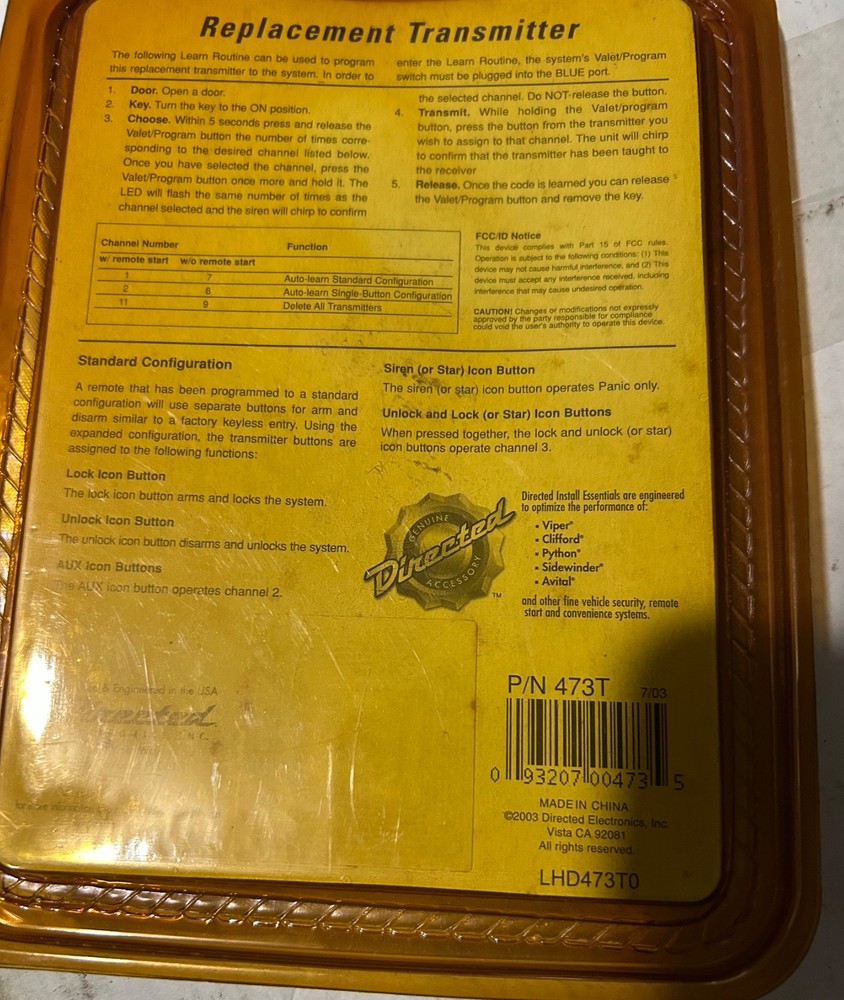 Replacement Transmitter
The following Learn Routine can be used to program
this replacement transmitter to the system. In order to
enter the Learn Routine, the system's Valet/Program
switch must be plugged into the BLUE port.
1. Door. Open a door.
2. Key. Turn the key to the ON position.
3. Choose. Within 5 seconds press and release the
Valet/Program button the number of times corre-
sponding to the desired channel listed below.
Once you have selected the channel, press the
Valet/Program button once more and hold it. The
LED will flash the same number of times as the
channel selected and the siren will chirp to confirm
the selected channel. Do NOT release the button.
4. Transmit. While holding the Valet/program
button, press the button from the transmitter you
wish to assign to that channel. The unit will chirp
to confirm that the transmitter has been taught to
the receiver
5. Release. Once the code is learned you can release
the Valet/Program button and remove the key.
Channel Number Function
w/ remote start w/o remote start
1 7 Auto-learn Standard Configuration
2 8 Auto-learn Single-Button Configuration
11 9 Delete All Transmitters
FCC/ID Notice
This device complies with Part 15 of FCC rules.
Operation is subject to the following conditions: (1) This
device may not cause harmful interference, and (2) This
device must accept any interference received, including
interference that may cause undesired operation.
CAUTION! Changes or modifications not expressly
approved by the party responsible for compliance
could void the user's authority to operate this device.
Standard Configuration
A remote that has been programmed to a standard
configuration will use separate buttons for arm and
disarm similar to a factory keyless entry. Using the
expanded configuration, the transmitter buttons are
assigned to the following functions:
Lock Icon Button
The lock icon button arms and locks the system.
Unlock Icon Button
The unlock icon button disarms and unlocks the system.
AUX Icon Buttons
The AUX icon button operates channel 2.
Siren (or Star) Icon Button
The siren (or star) icon button operates Panic only.
Unlock and Lock (or Star) Icon Buttons
When pressed together, the lock and unlock (or star)
icon buttons operate channel 3.
GENUINE
Directed
ACCESSORY
™
Directed Install Essentials are engineered
to optimize the performance of:
▪ Viper®
▪ Clifford®
▪ Python®
▪ Sidewinder®
▪ Avital®
and other fine vehicle security, remote
start and convenience systems.
& Engineered in the USA
Directed
P/N 473T 7/03
0 93207 00473 5
MADE IN CHINA
©2003 Directed Electronics, Inc.
Vista CA 92081
All rights reserved.
LHD473T0